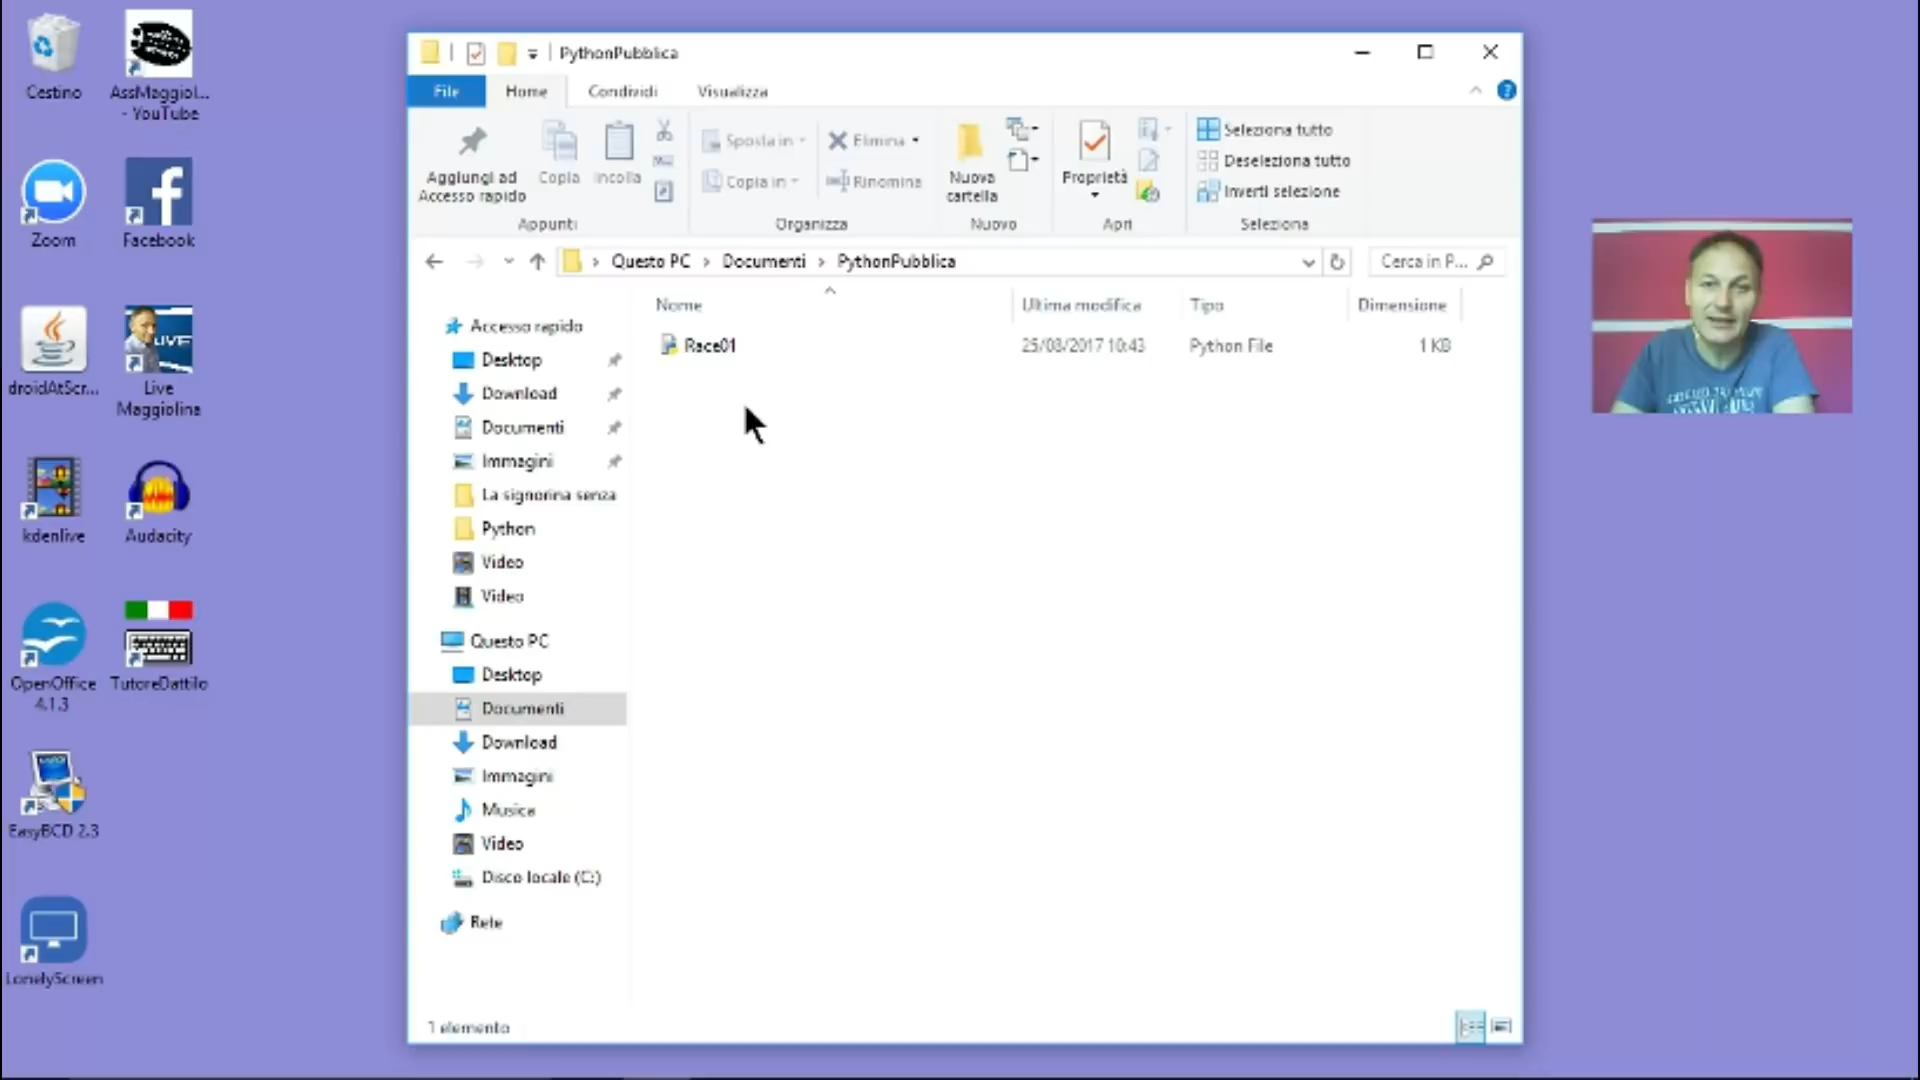 Cestino
AssMaggiol...
- YouTube
Zoom
Facebook
droidAtScr...
Live
Maggiolina
kdenlive
Audacity
OpenOffice
4.1.3
TutoreDattilo
EasyBCD 2.3
LonelyScreen
PythonPubblica
File Home Condividi Visualizza
Aggiungi ad
Accesso rapido
Copia
Incolla
Appunti
Sposta in
Copia in
Elimina
Rinomina
Organizza
Nuova
cartella
Nuovo
Proprietà
Apri
Seleziona tutto
Deseleziona tutto
Inverti selezione
Seleziona
Questo PC > Documenti > PythonPubblica
Cerca in P...
Nome Ultima modifica Tipo Dimensione
Race01 25/08/2017 10:43 Python File 1 KB
Accesso rapido
Desktop
Download
Documenti
Immagini
La signorina senza
Python
Video
Video
Questo PC
Desktop
Documenti
Download
Immagini
Musica
Video
Disco locale (C:)
Rete
1 elemento
LIVE